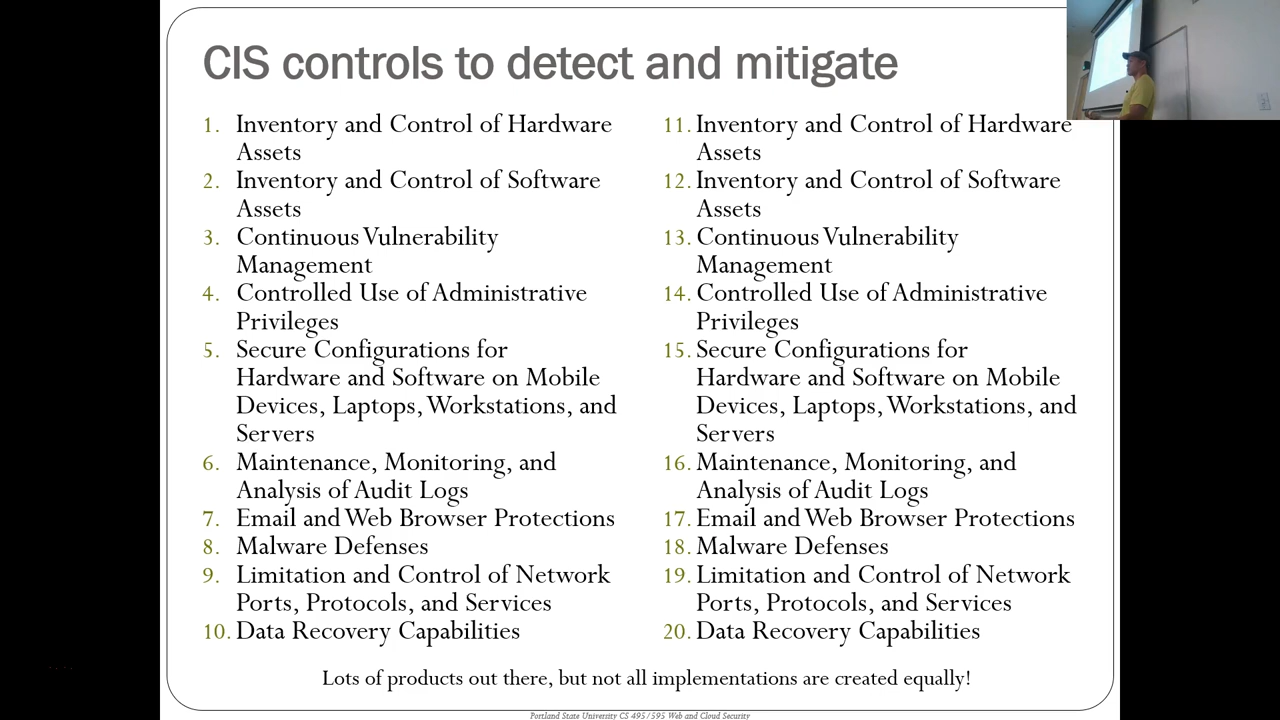 CIS controls to detect and mitigate
1. Inventory and Control of Hardware
Assets
2. Inventory and Control of Software
Assets
3. Continuous Vulnerability
Management
4. Controlled Use of Administrative
Privileges
5. Secure Configurations for
Hardware and Software on Mobile
Devices, Laptops, Workstations, and
Servers
6. Maintenance, Monitoring, and
Analysis of Audit Logs
7. Email and Web Browser Protections
8. Malware Defenses
9. Limitation and Control of Network
Ports, Protocols, and Services
10. Data Recovery Capabilities
11. Inventory and Control of Hardware
Assets
12. Inventory and Control of Software
Assets
13. Continuous Vulnerability
Management
14. Controlled Use of Administrative
Privileges
15. Secure Configurations for
Hardware and Software on Mobile
Devices, Laptops, Workstations, and
Servers
16. Maintenance, Monitoring, and
Analysis of Audit Logs
17. Email and Web Browser Protections
18. Malware Defenses
19. Limitation and Control of Network
Ports, Protocols, and Services
20. Data Recovery Capabilities
Lots of products out there, but not all implementations are created equally!
Portland State University CS 495/595 Web and Cloud Security